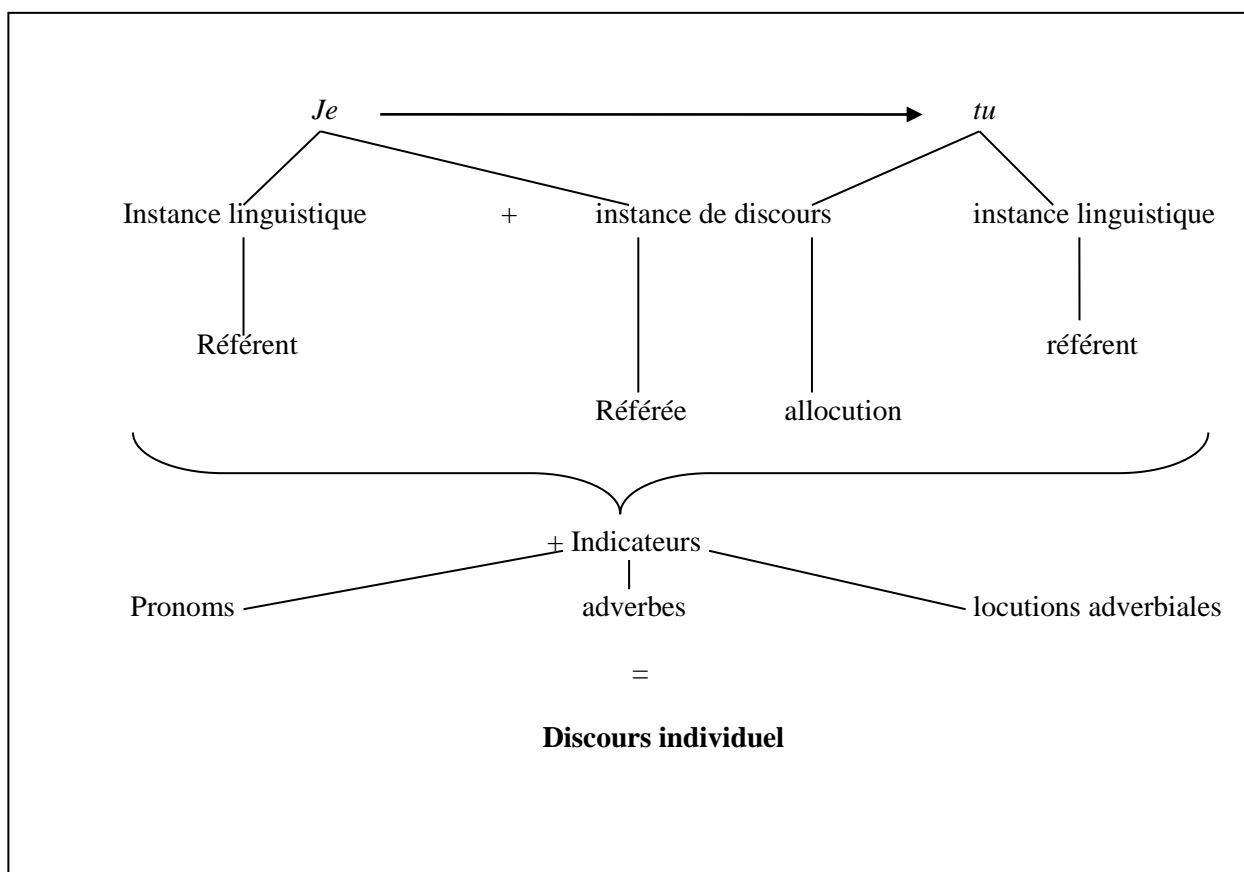 Je tu
Instance linguistique + instance de discours instance linguistique
Référent référent
Référée allocution
+ Indicateurs
Pronoms adverbes locutions adverbiales
=
Discours individuel